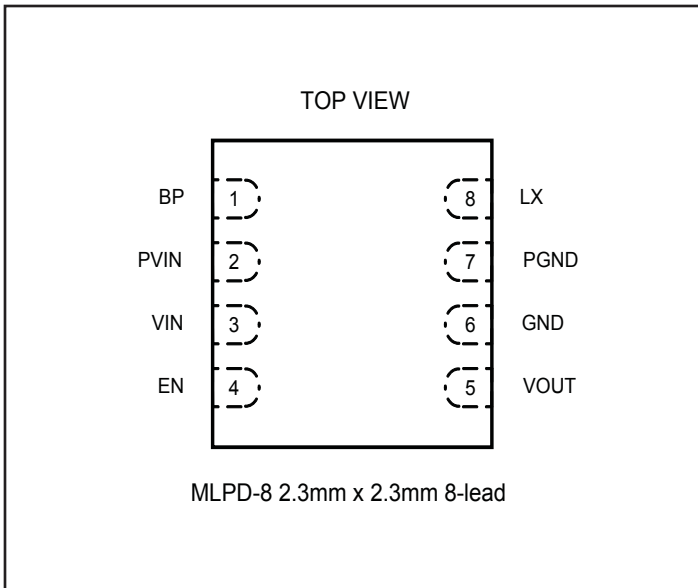 TOP VIEW
BP 1 8 LX
PVIN 2 7 PGND
VIN 3 6 GND
EN 4 5 VOUT
MLPD-8 2.3mm x 2.3mm 8-lead